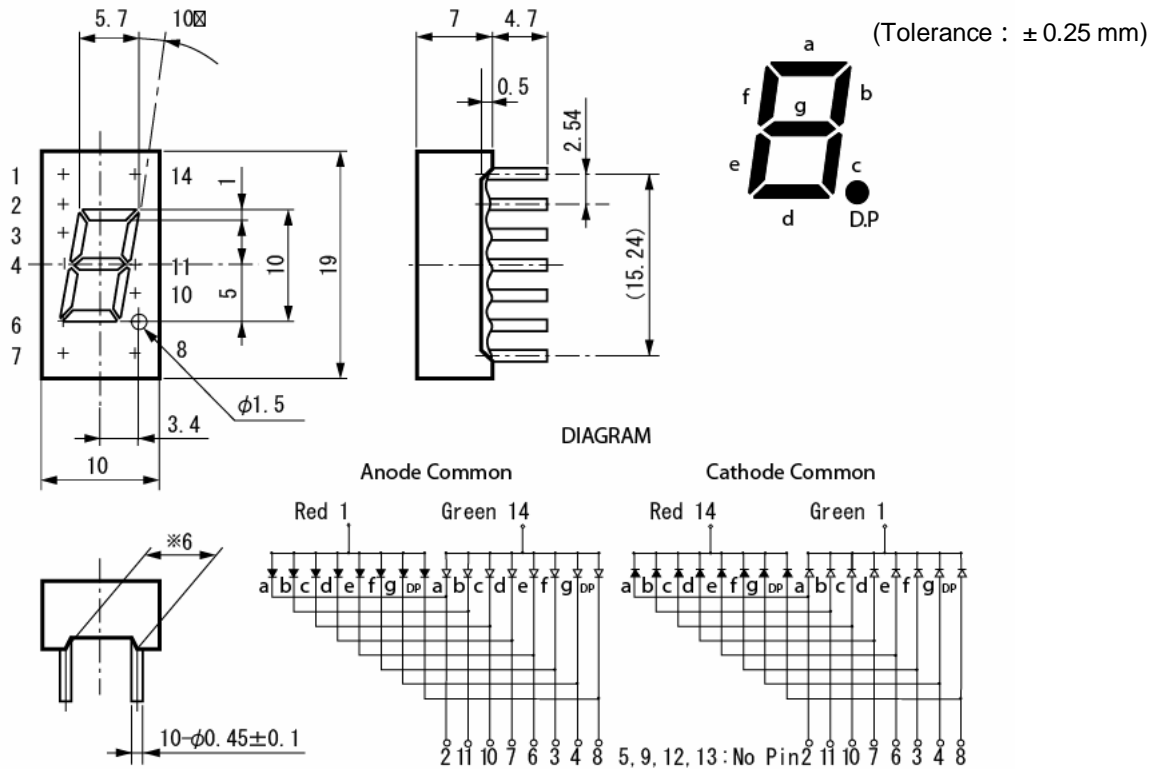 5.7
10
7
4.7
(Tolerance : ± 0.25 mm)
0.5
2.54
a
f
b
g
e
c
d
D.P
1
14
2
3
4
11
10
6
7
8
1
5
10
19
(15.24)
φ1.5
3.4
10
※6
10-φ0.45±0.1
DIAGRAM
Anode Common
Cathode Common
Red 1
Green 14
Red 14
Green 1
a b c d e f g DP a b c d e f g DP
a b c d e f g DP a b c d e f g DP
2 11 10 7 6 3 4 8
5, 9, 12, 13 : No Pin
2 11 10 7 6 3 4 8